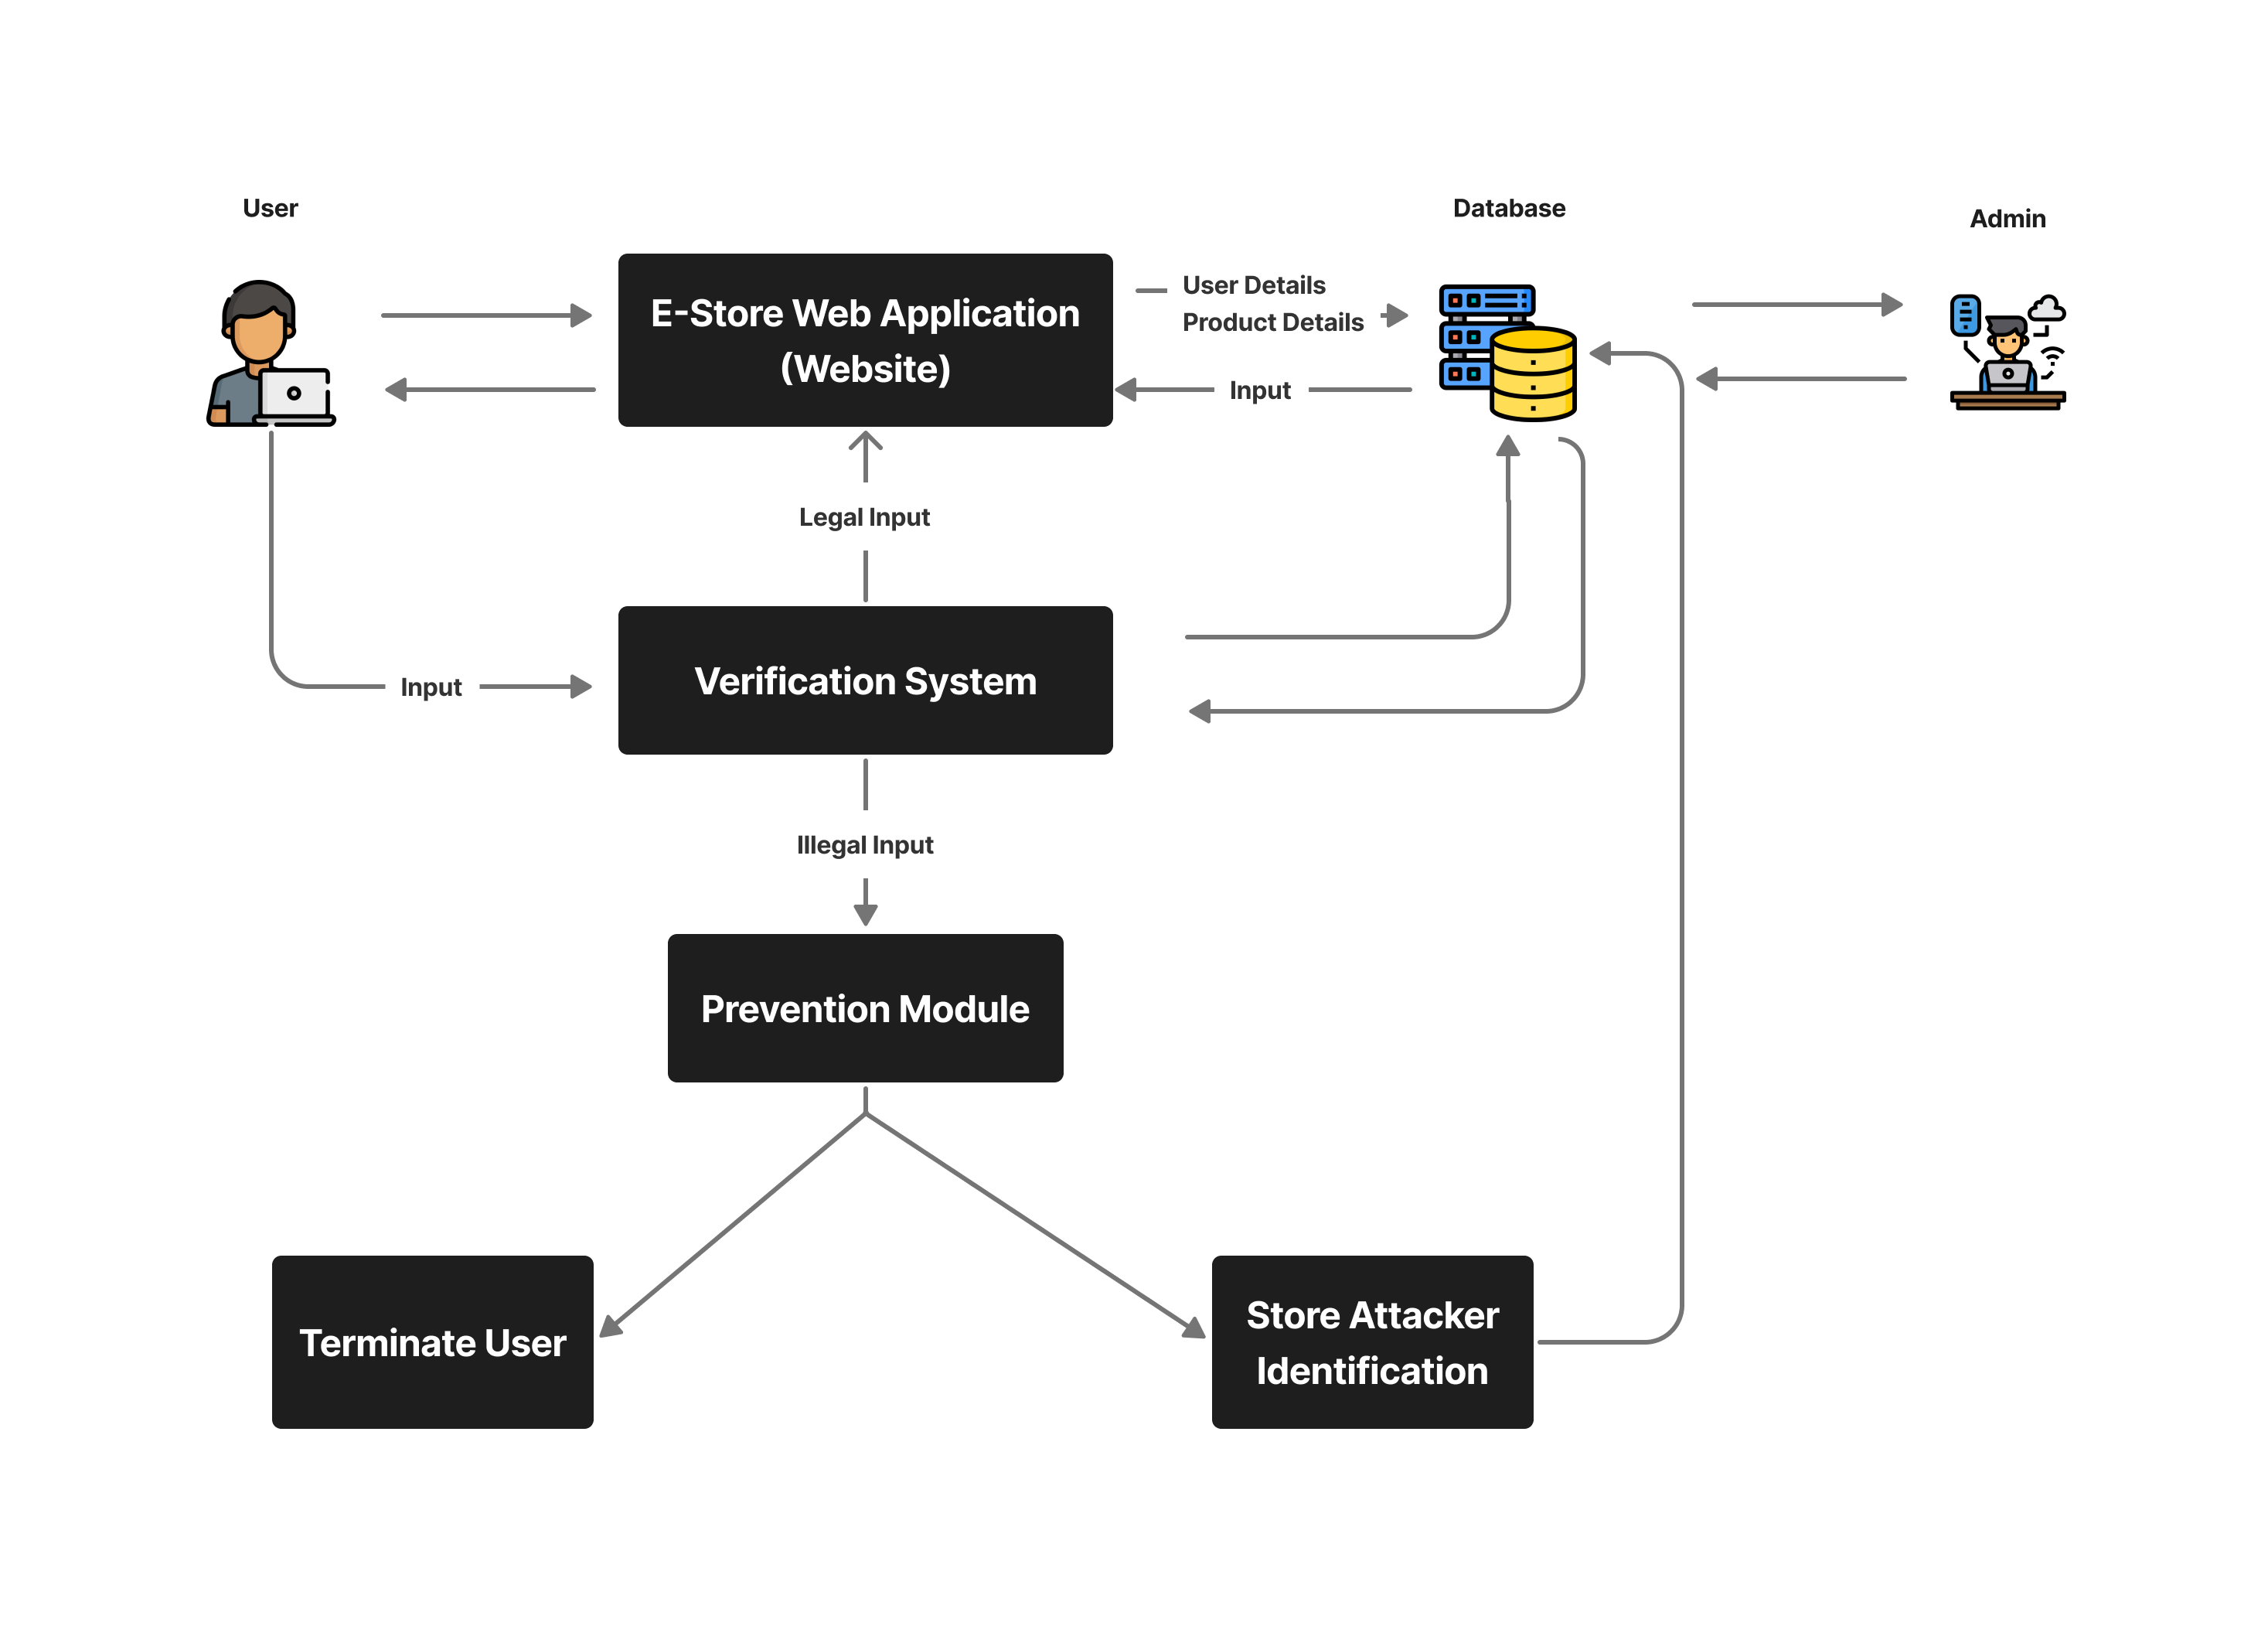 User
Database
Admin
E-Store Web Application
(Website)
User Details
Product Details
Input
Legal Input
Verification System
Input
Illegal Input
Prevention Module
Terminate User
Store Attacker
Identification